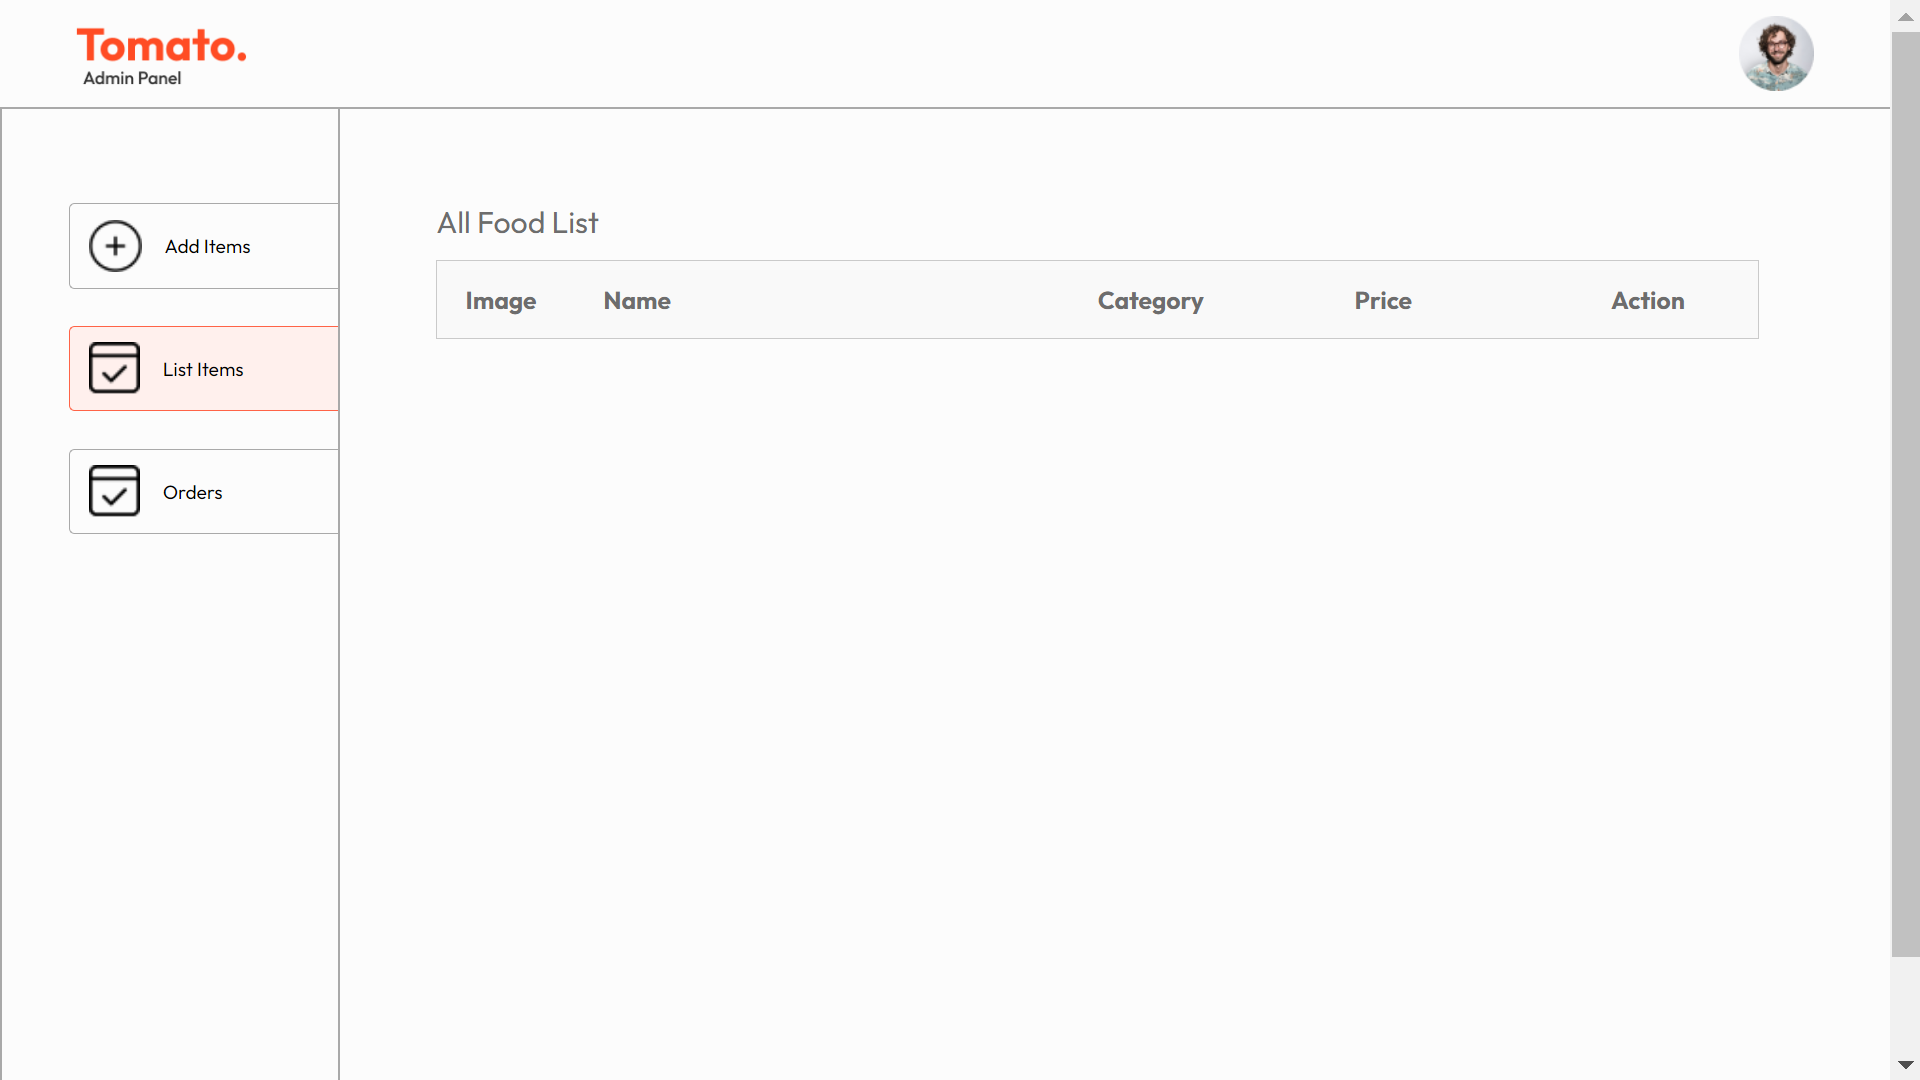 Tomato.
Admin Panel
Add Items
List Items
Orders
All Food List
Image Name Category Price Action